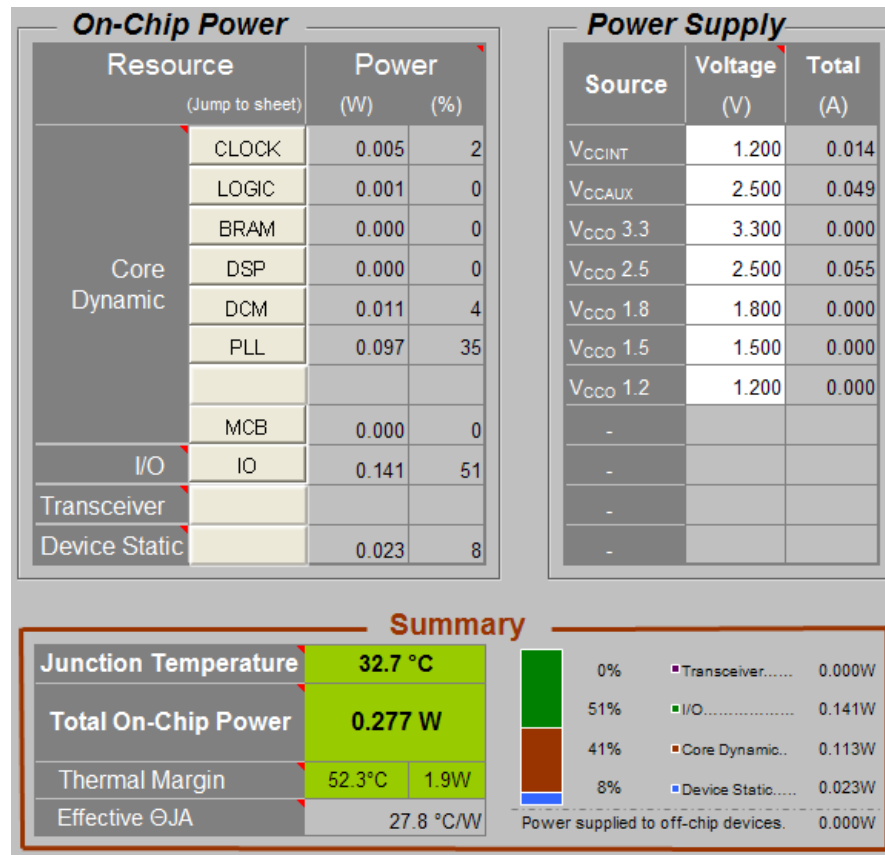 On-Chip Power
Resource Power
(Jump to sheet) (W) (%)
CLOCK 0.005 2
LOGIC 0.001 0
BRAM 0.000 0
Core Dynamic
DSP 0.000 0
DCM 0.011 4
PLL 0.097 35
MCB 0.000 0
I/O IO 0.141 51
Transceiver
Device Static 0.023 8
Power Supply
Source Voltage Total
(V) (A)
VCCINT 1.200 0.014
VCCAUX 2.500 0.049
VCCO 3.3 3.300 0.000
VCCO 2.5 2.500 0.055
VCCO 1.8 1.800 0.000
VCCO 1.5 1.500 0.000
VCCO 1.2 1.200 0.000
-
-
-
-
Summary
Junction Temperature 32.7 °C
Total On-Chip Power 0.277 W
Thermal Margin 52.3°C 1.9W
Effective ΘJA 27.8 °C/W
0% Transceiver...... 0.000W
51% I/O.................. 0.141W
41% Core Dynamic.. 0.113W
8% Device Static..... 0.023W
Power supplied to off-chip devices. 0.000W